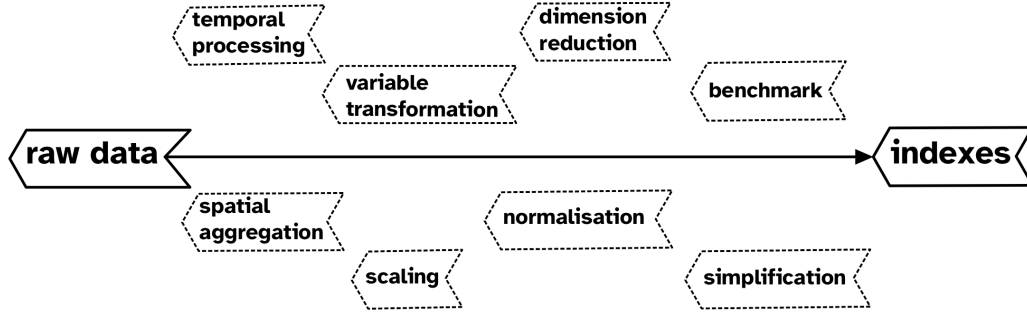 temporal
processing
dimension
reduction
variable
transformation
benchmark
raw data
indexes
spatial
aggregation
normalisation
scaling
simplification